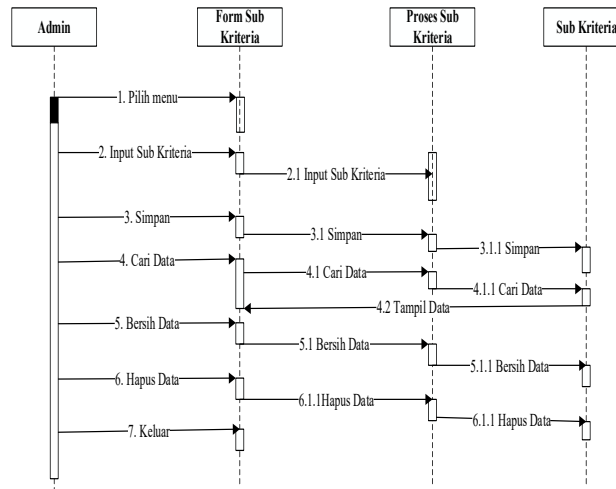 Admin
Form Sub
Kriteria
Proses Sub
Kriteria
Sub Kriteria
1. Pilih menu
2. Input Sub Kriteria
2.1 Input Sub Kriteria
3. Simpan
3.1 Simpan
3.1.1 Simpan
4. Cari Data
4.1 Cari Data
4.1.1 Cari Data
4.2 Tampil Data
5. Bersih Data
5.1 Bersih Data
5.1.1 Bersih Data
6. Hapus Data
6.1.1Hapus Data
6.1.1 Hapus Data
7. Keluar